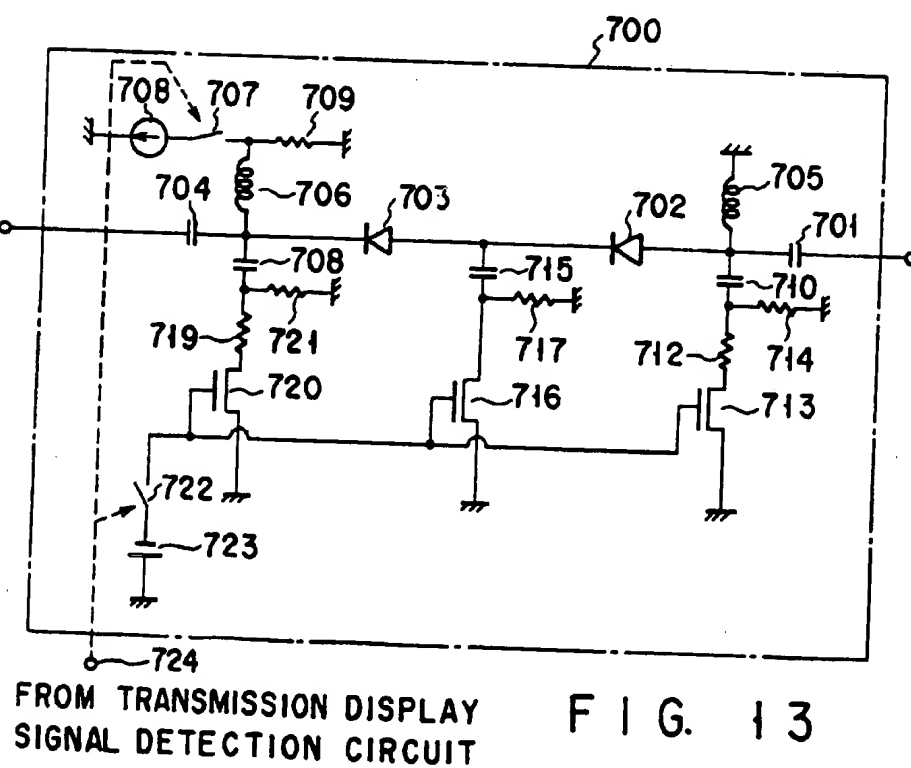 700
708 707 709
704 706 703 702 705 701
708 715 710
719 721 717 712 714
720 716 713
722
723
724
FROM TRANSMISSION DISPLAY
SIGNAL DETECTION CIRCUIT
FIG. 13